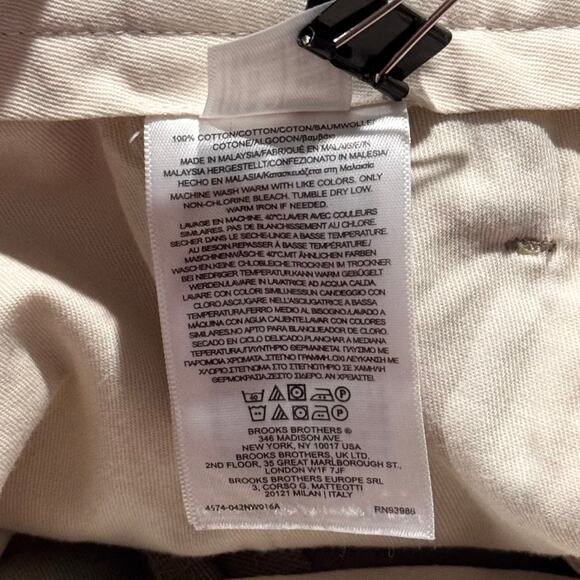 100% COTTON/COTTON/COTON/BAUMWOLLE/
COTONE/ALGODON/βαμβάκι
MADE IN MALAYSIA/FABRIQUÉ EN MALAISIE/IN
MALAYSIA HERGESTELLT/CONFEZIONATO IN MALESIA/
HECHO EN MALASIA/Κατασκευάζεται στη Μαλαισία
MACHINE WASH WARM WITH LIKE COLORS. ONLY
NON-CHLORINE BLEACH. TUMBLE DRY LOW.
WARM IRON IF NEEDED.
LAVAGE EN MACHINE, 40°C.LAVER AVEC COULEURS
SIMILAIRES. PAS DE BLANCHISSEMENT AU CHLORE.
SECHER DANS LE SECHE-LINGE A BASSE TEMPERATURE.
AU BESOIN REPASSER À BASSE TEMPÉRATURE/
MASCHINENWÄSCHE 40°C.MIT ÄHNLICHEN FARBEN
WASCHEN.KEINE CHLOBLEICHE.TROCKNEN IM TROCKNER
BEI NIEDRIGER TEMPERATUR.KANN WARM GEBÜGELT
WERDEN./LAVARE IN LAVATRICE AD ACQUA CALDA.
LAVARE CON COLORI SIMILI.NESSUN CANDEGGIO CON
CLORO.ASCIUGARE NELL'ASCIUGATRICE A BASSA
TEMPERATURA.FERRO MEDIO AL BISOGNO./LAVADO A
MÁQUINA CON AGUA CALIENTE.LAVAR CON COLORES
SIMILARES.NO APTO PARA BLANQUEADOR DE CLORO.
SECADO EN CICLO DELICADO.PLANCHAR A MEDIANA
TEPERATURA./ΠΛΥΝΤΗΡΙΟ ΘΕΡΜΑΙΝΕΤΑΙ. ΠΛΥΣΙΜΟ ΜΕ
ΠΑΡΟΜΟΙΑ ΧΡΩΜΑΤΑ.ΣΤΕΓΝΟ ΓΡΑΜΜΗ.ΟΧΙ ΛΕΥΚΑΝΣΗ ΜΕ
ΧΛΩΡΙΟ.ΣΤΕΓΝΩΜΑ ΣΤΟ ΣΤΕΓΝΩΤΗΡΙΟ ΣΕ ΧΑΜΗΛΗ
ΘΕΡΜΟΚΡΑΣΙΑ.ΖΕΣΤΟ ΣΙΔΕΡΟ. ΑΝ ΧΡΕΙΑΣΤΕΙ.
BROOKS BROTHERS ®
346 MADISON AVE
NEW YORK, NY 10017 USA
BROOKS BROTHERS, UK LTD.
2ND FLOOR, 35 GREAT MARLBOROUGH ST.,
LONDON W1F 7JF
BROOKS BROTHERS EUROPE SRL
3, CORSO G. MATTEOTTI
20121 MILAN | ITALY
4574-042NW016A RN93986